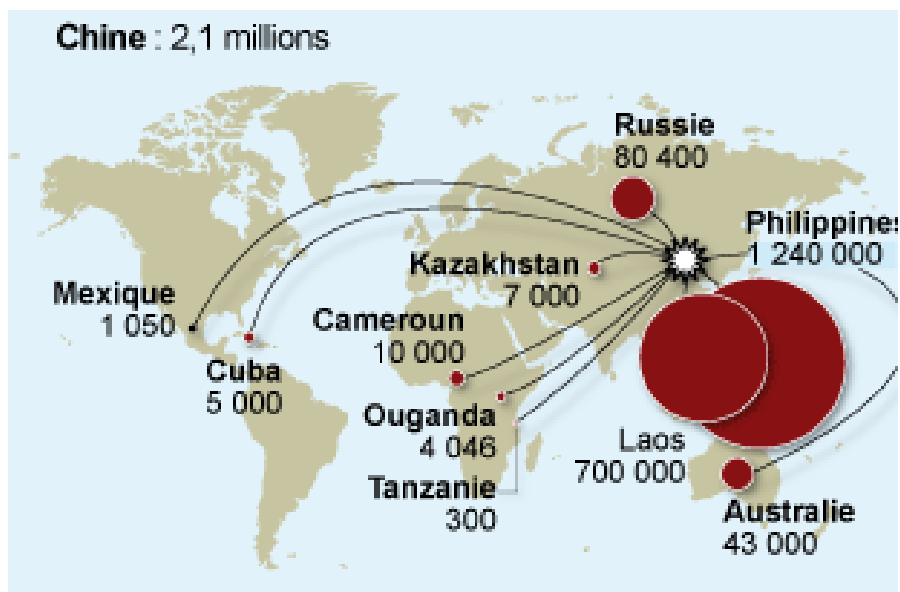 Chine : 2,1 millions
Russie
80 400
Philippines
1 240 000
Kazakhstan
7 000
Mexique
1 050
Cameroun
10 000
Cuba
5 000
Ouganda
4 046
Laos
700 000
Tanzanie
300
Australie
43 000